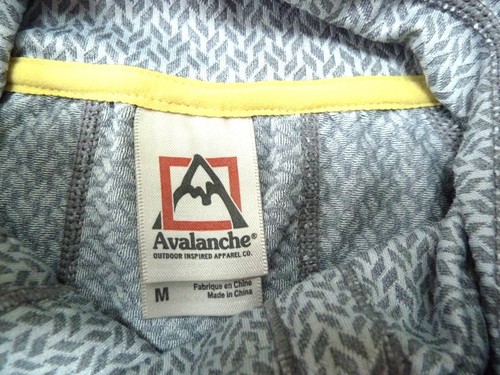 Avalanche®
OUTDOOR INSPIRED APPAREL CO.
M
Fabriqué en Chine
Made in China